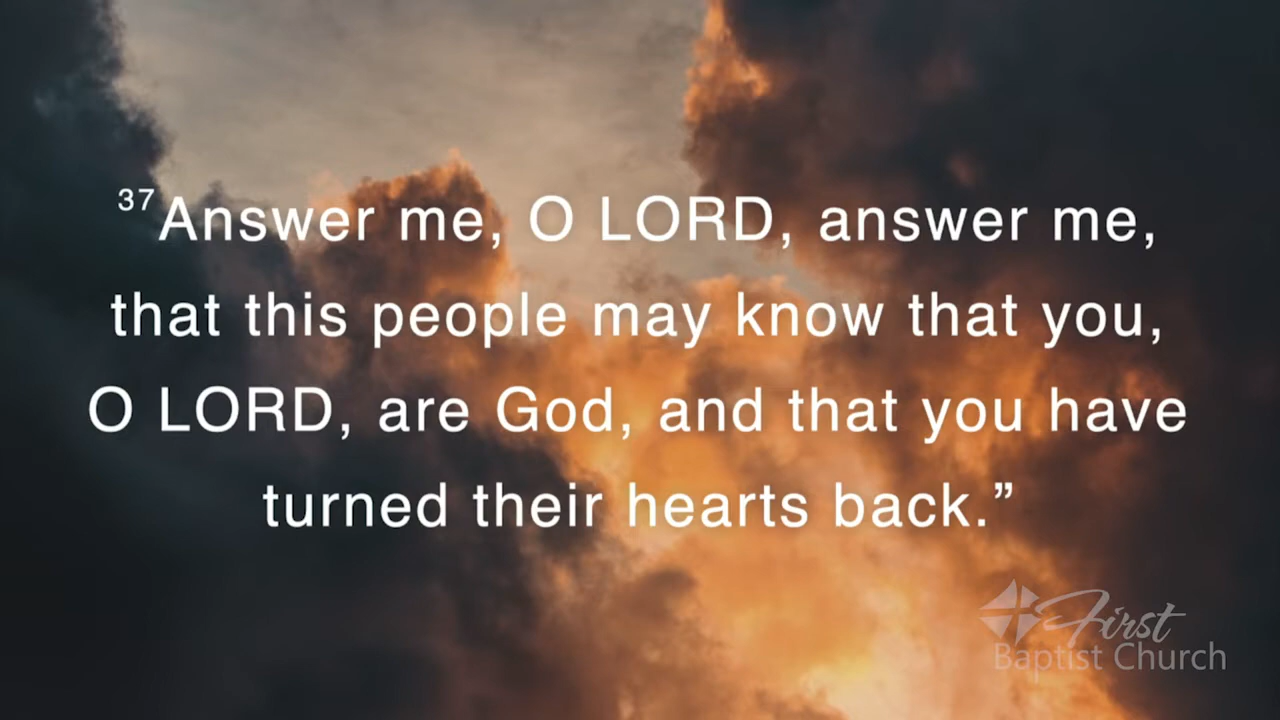 ³⁷Answer me, O LORD, answer me,
that this people may know that you,
O LORD, are God, and that you have
turned their hearts back.”
First
Baptist Church